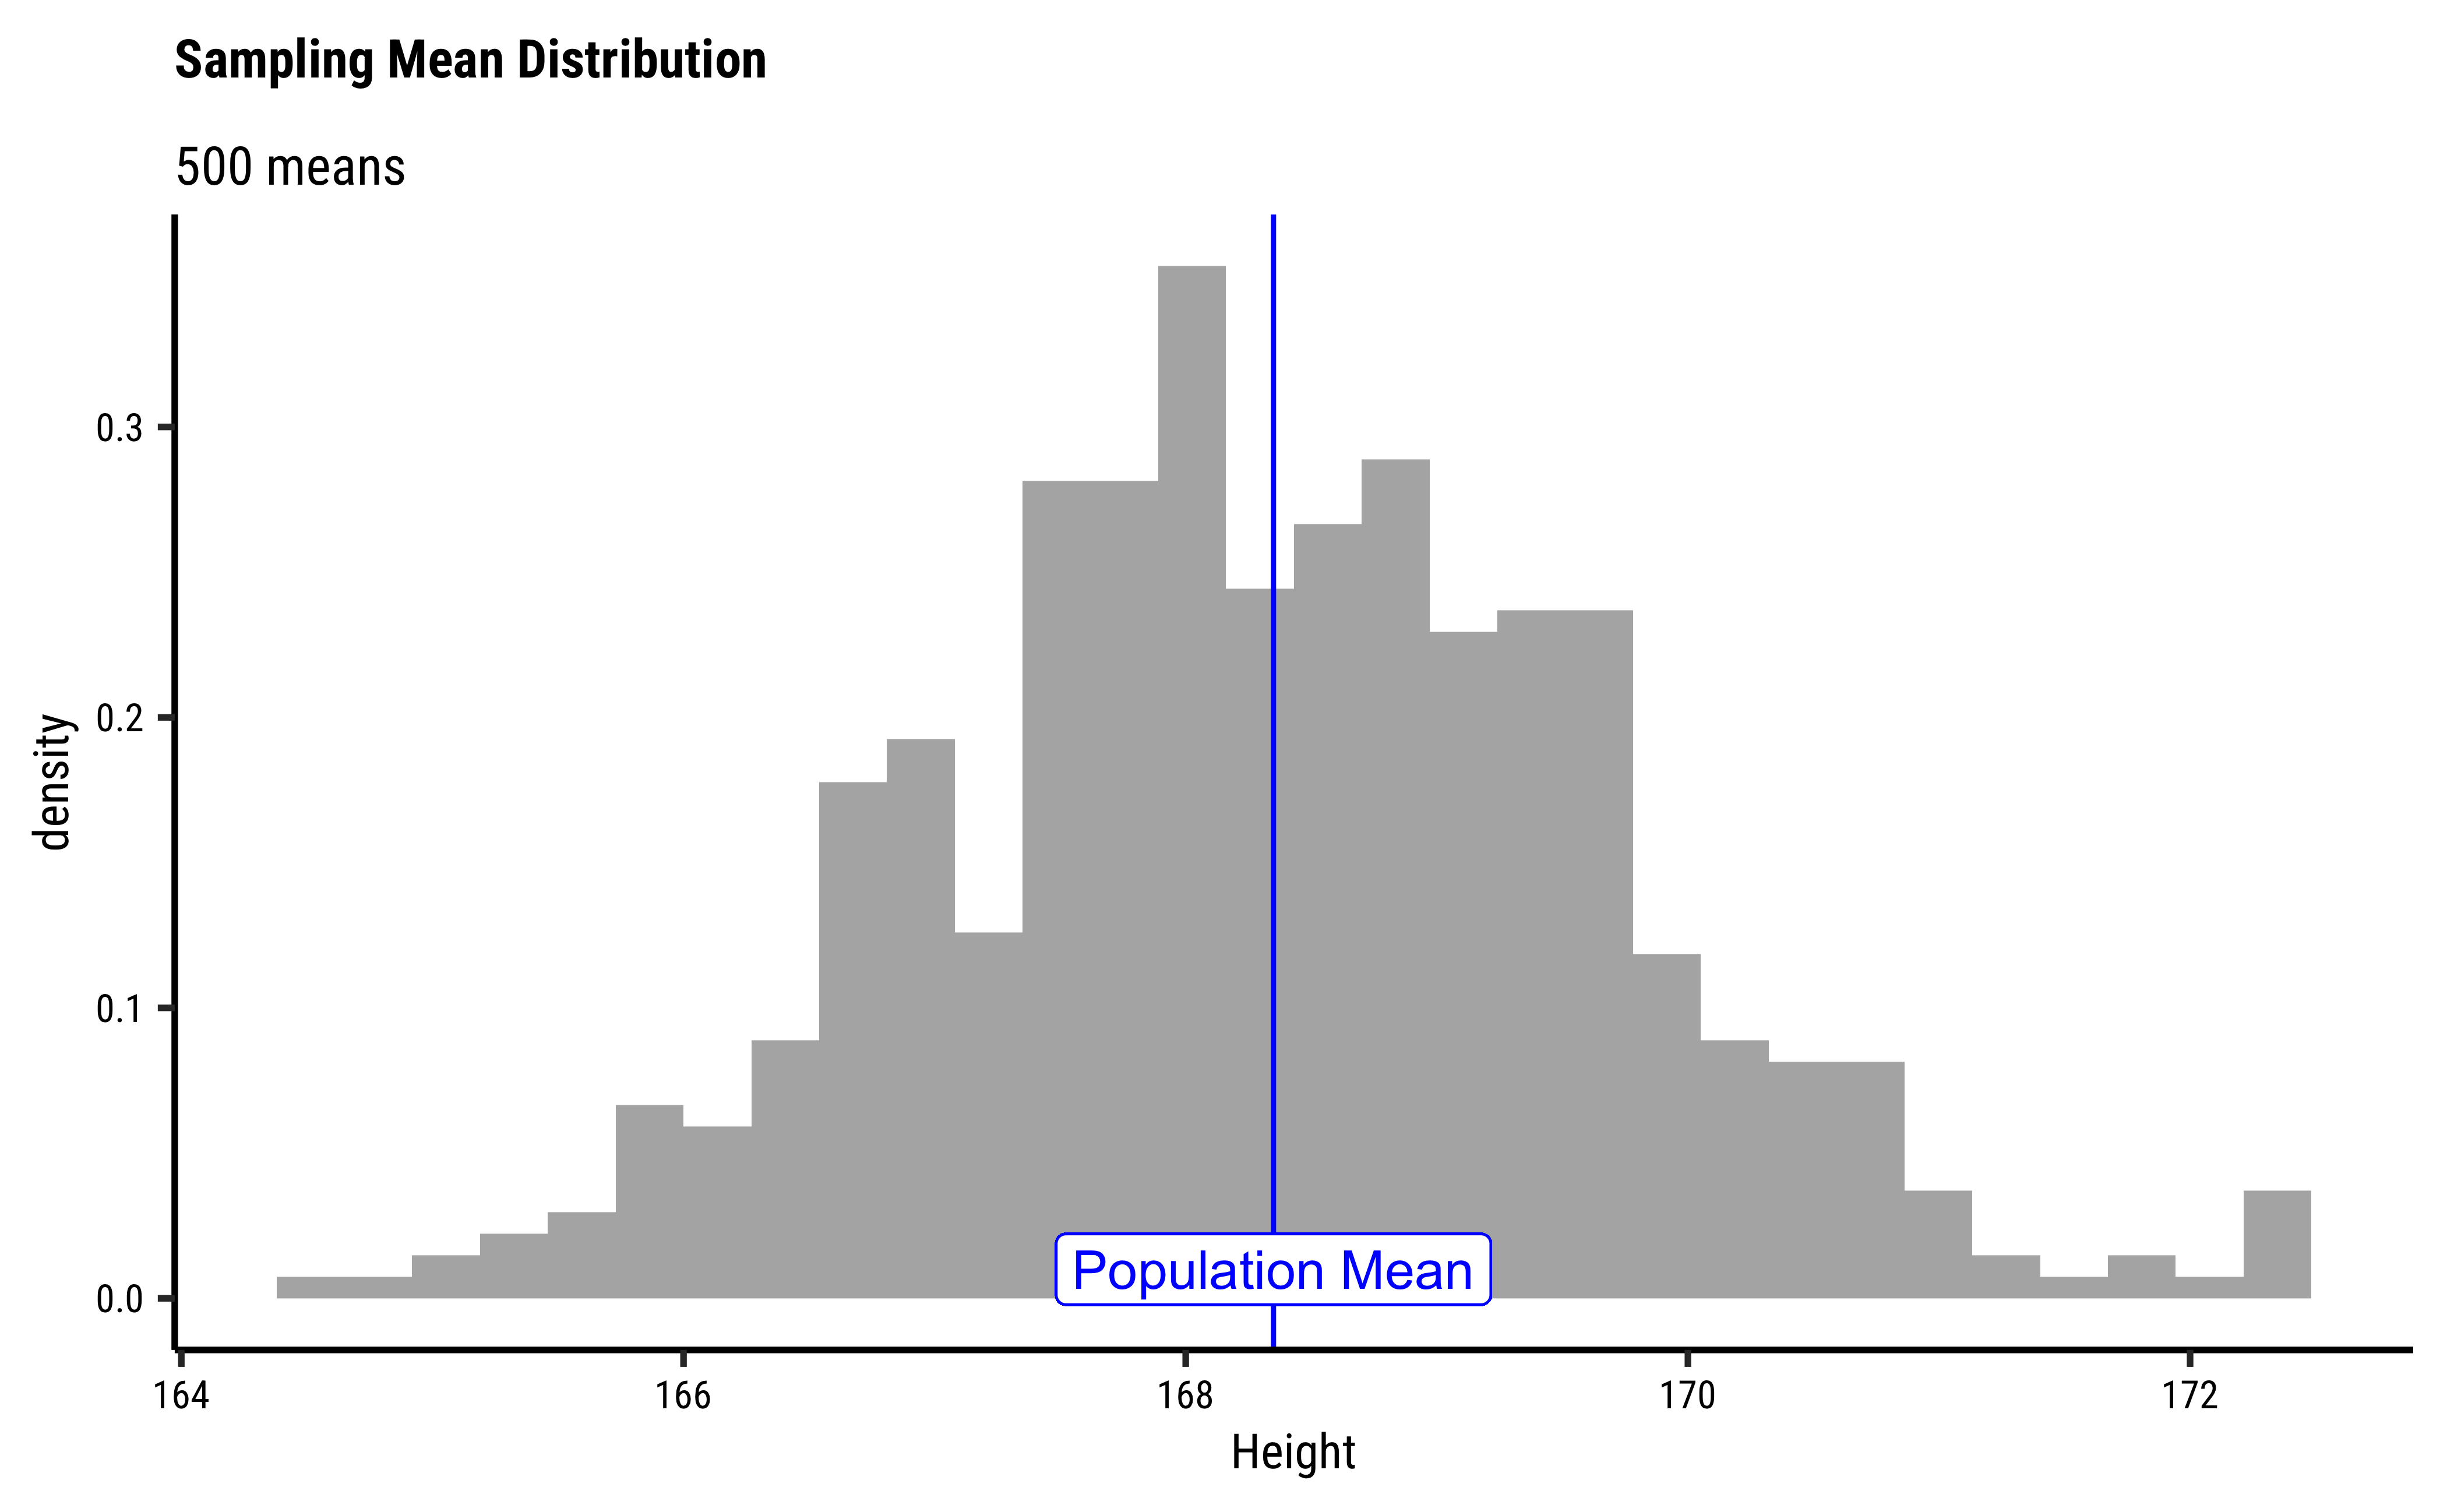 Sampling Mean Distribution
500 means
density
0.3
0.2
0.1
0.0
Population Mean
164 166 168 170 172
Height